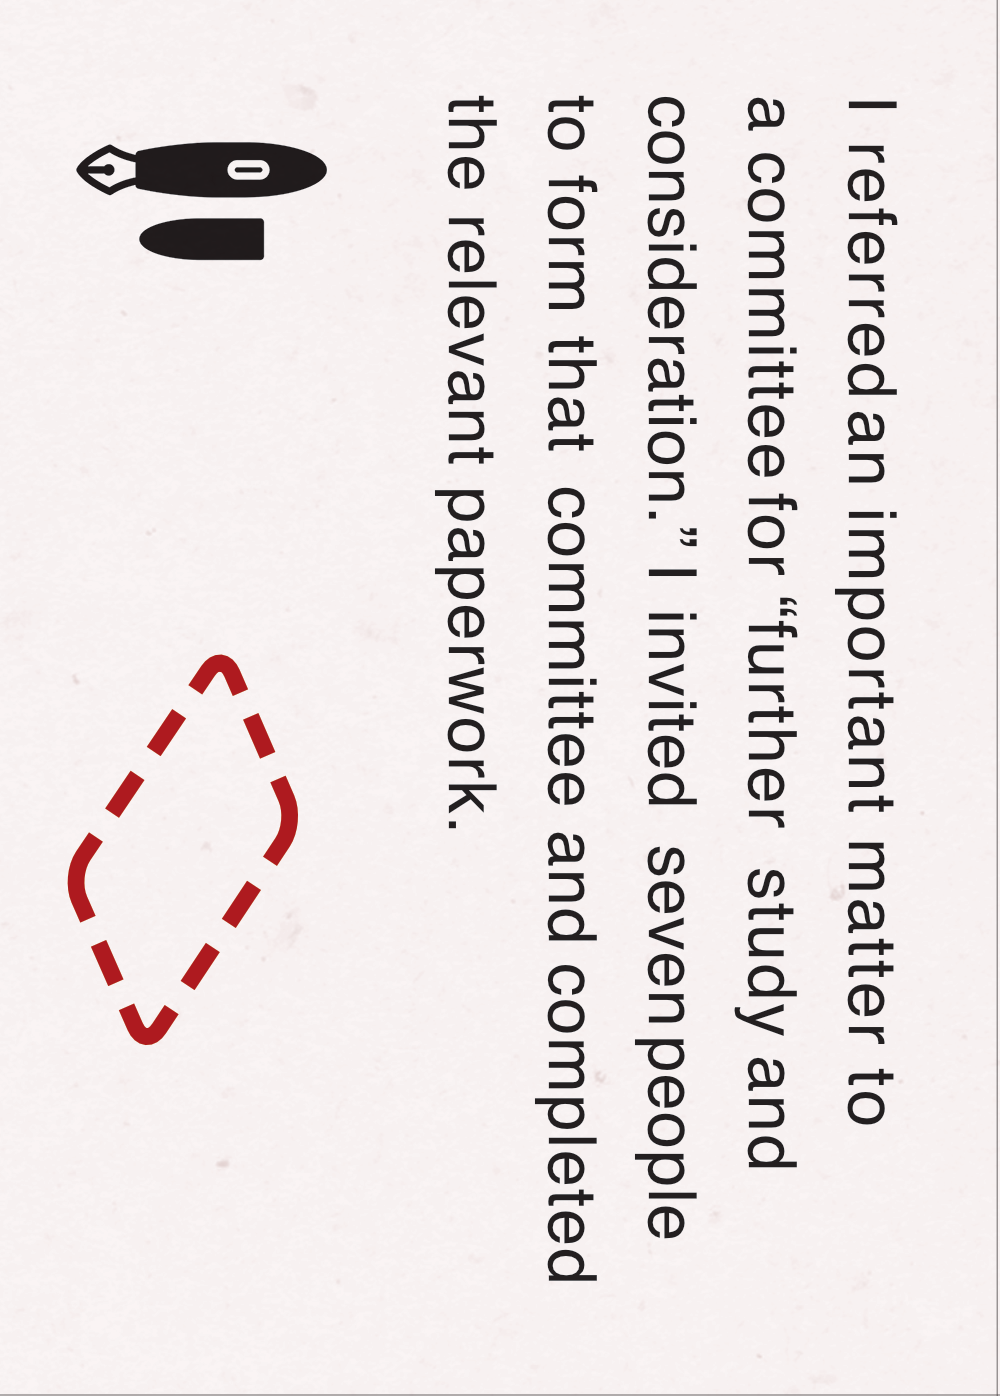 I referred an important matter to
a committee for “further study and
consideration.” I invited seven people
to form that committee and completed
the relevant paperwork.